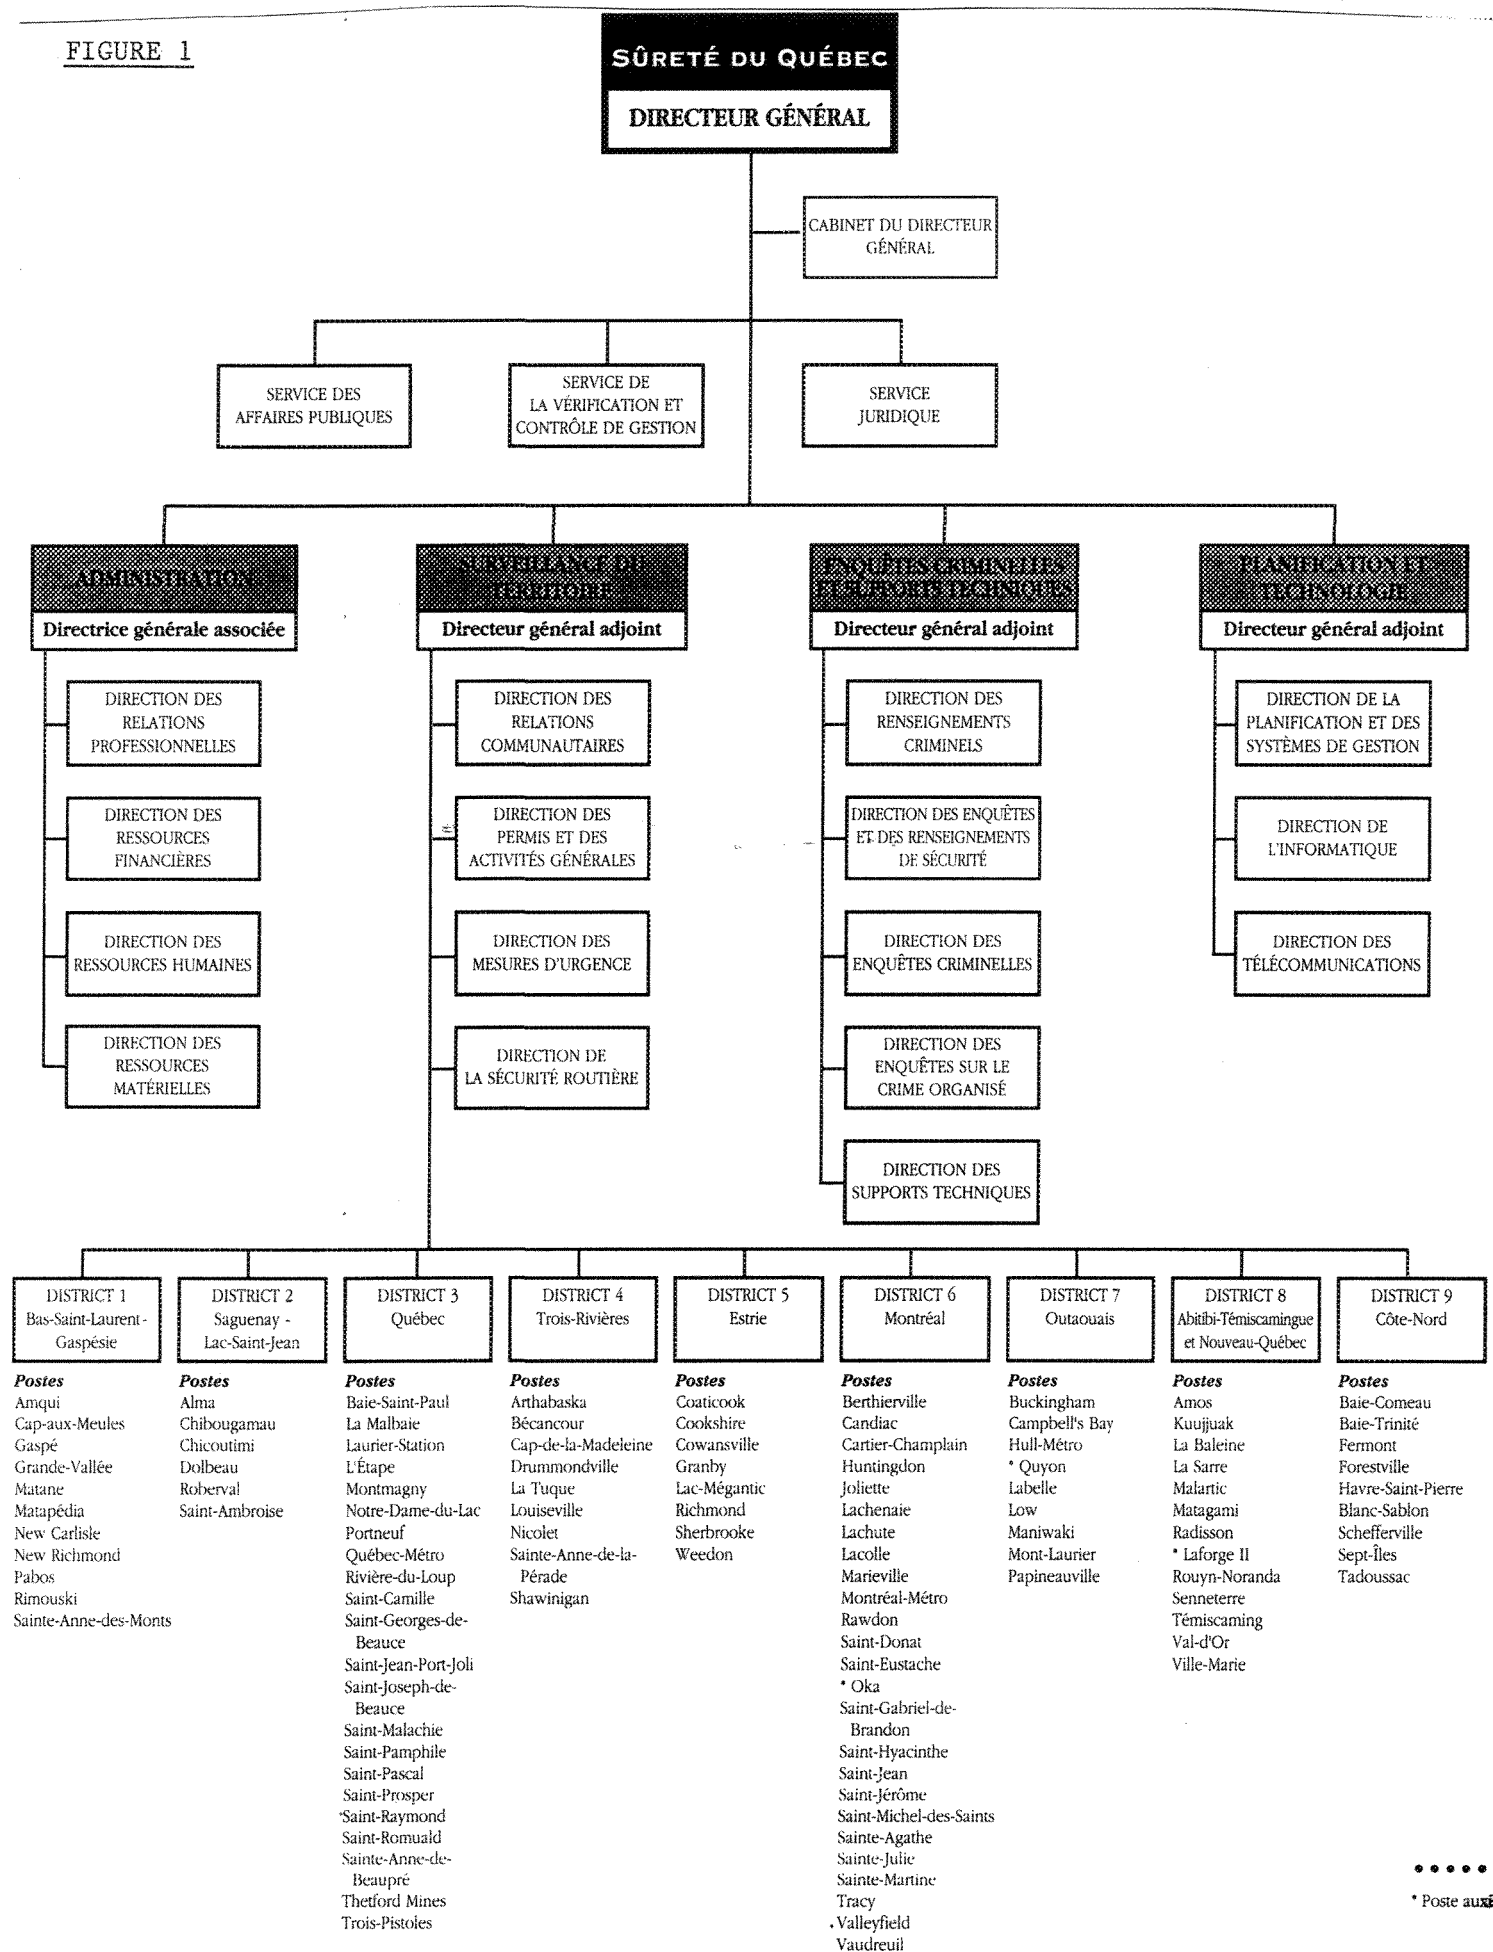 FIGURE 1
SÛRETÉ DU QUÉBEC
DIRECTEUR GÉNÉRAL
CABINET DU DIRECTEUR
GÉNÉRAL
SERVICE DES
AFFAIRES PUBLIQUES
SERVICE DE
LA VÉRIFICATION ET
CONTRÔLE DE GESTION
SERVICE
JURIDIQUE
ADMINISTRATION
Directrice générale associée
DIRECTION DES
RELATIONS
PROFESSIONNELLES
DIRECTION DES
RESSOURCES
FINANCIÈRES
DIRECTION DES
RESSOURCES HUMAINES
DIRECTION DES
RESSOURCES
MATÉRIELLES
SURVEILLANCE DU
TERRITOIRE
Directeur général adjoint
DIRECTION DES
RELATIONS
COMMUNAUTAIRES
DIRECTION DES
PERMIS ET DES
ACTIVITÉS GÉNÉRALES
DIRECTION DES
MESURES D'URGENCE
DIRECTION DE
LA SÉCURITÉ ROUTIÈRE
ENQUÊTES CRIMINELLES
ET SUPPORTS TECHNIQUES
Directeur général adjoint
DIRECTION DES
RENSEIGNEMENTS
CRIMINELS
DIRECTION DES ENQUÊTES
ET DES RENSEIGNEMENTS
DE SÉCURITÉ
DIRECTION DES
ENQUÊTES CRIMINELLES
DIRECTION DES
ENQUÊTES SUR LE
CRIME ORGANISÉ
DIRECTION DES
SUPPORTS TECHNIQUES
PLANIFICATION ET
TECHNOLOGIE
Directeur général adjoint
DIRECTION DE LA
PLANIFICATION ET DES
SYSTÈMES DE GESTION
DIRECTION DE
L'INFORMATIQUE
DIRECTION DES
TÉLÉCOMMUNICATIONS
DISTRICT 1
Bas-Saint-Laurent-
Gaspésie
Postes
Amqui
Cap-aux-Meules
Gaspé
Grande-Vallée
Matane
Matapédia
New Carlisle
New Richmond
Pabos
Rimouski
Sainte-Anne-des-Monts
DISTRICT 2
Saguenay -
Lac-Saint-Jean
Postes
Alma
Chibougamau
Chicoutimi
Dolbeau
Roberval
Saint-Ambroise
DISTRICT 3
Québec
Postes
Baie-Saint-Paul
La Malbaie
Laurier-Station
L'Étape
Montmagny
Notre-Dame-du-Lac
Portneuf
Québec-Métro
Rivière-du-Loup
Saint-Camille
Saint-Georges-de-
Beauce
Saint-Jean-Port-Joli
Saint-Joseph-de-
Beauce
Saint-Malachie
Saint-Pamphile
Saint-Pascal
Saint-Prosper
Saint-Raymond
Saint-Romuald
Sainte-Anne-de-
Beaupré
Thetford Mines
Trois-Pistoles
DISTRICT 4
Trois-Rivières
Postes
Arthabaska
Bécancour
Cap-de-la-Madeleine
Drummondville
La Tuque
Louiseville
Nicolet
Sainte-Anne-de-la-
Pérade
Shawinigan
DISTRICT 5
Estrie
Postes
Coaticook
Cookshire
Cowansville
Granby
Lac-Mégantic
Richmond
Sherbrooke
Weedon
DISTRICT 6
Montréal
Postes
Berthierville
Candiac
Cartier-Champlain
Huntingdon
Joliette
Lachenaie
Lachute
Lacolle
Marieville
Montréal-Métro
Rawdon
Saint-Donat
Saint-Eustache
* Oka
Saint-Gabriel-de-
Brandon
Saint-Hyacinthe
Saint-Jean
Saint-Jérôme
Saint-Michel-des-Saints
Sainte-Agathe
Sainte-Julie
Sainte-Martine
Tracy
Valleyfield
Vaudreuil
DISTRICT 7
Outaouais
Postes
Buckingham
Campbell's Bay
Hull-Métro
* Quyon
Labelle
Low
Maniwaki
Mont-Laurier
Papineauville
DISTRICT 8
Abitibi-Témiscamingue
et Nouveau-Québec
Postes
Amos
Kuujjuak
La Baleine
La Sarre
Malartic
Matagami
Radisson
* Laforge II
Rouyn-Noranda
Senneterre
Témiscaming
Val-d'Or
Ville-Marie
DISTRICT 9
Côte-Nord
Postes
Baie-Comeau
Baie-Trinité
Fermont
Forestville
Havre-Saint-Pierre
Blanc-Sablon
Schefferville
Sept-Îles
Tadoussac
* Poste